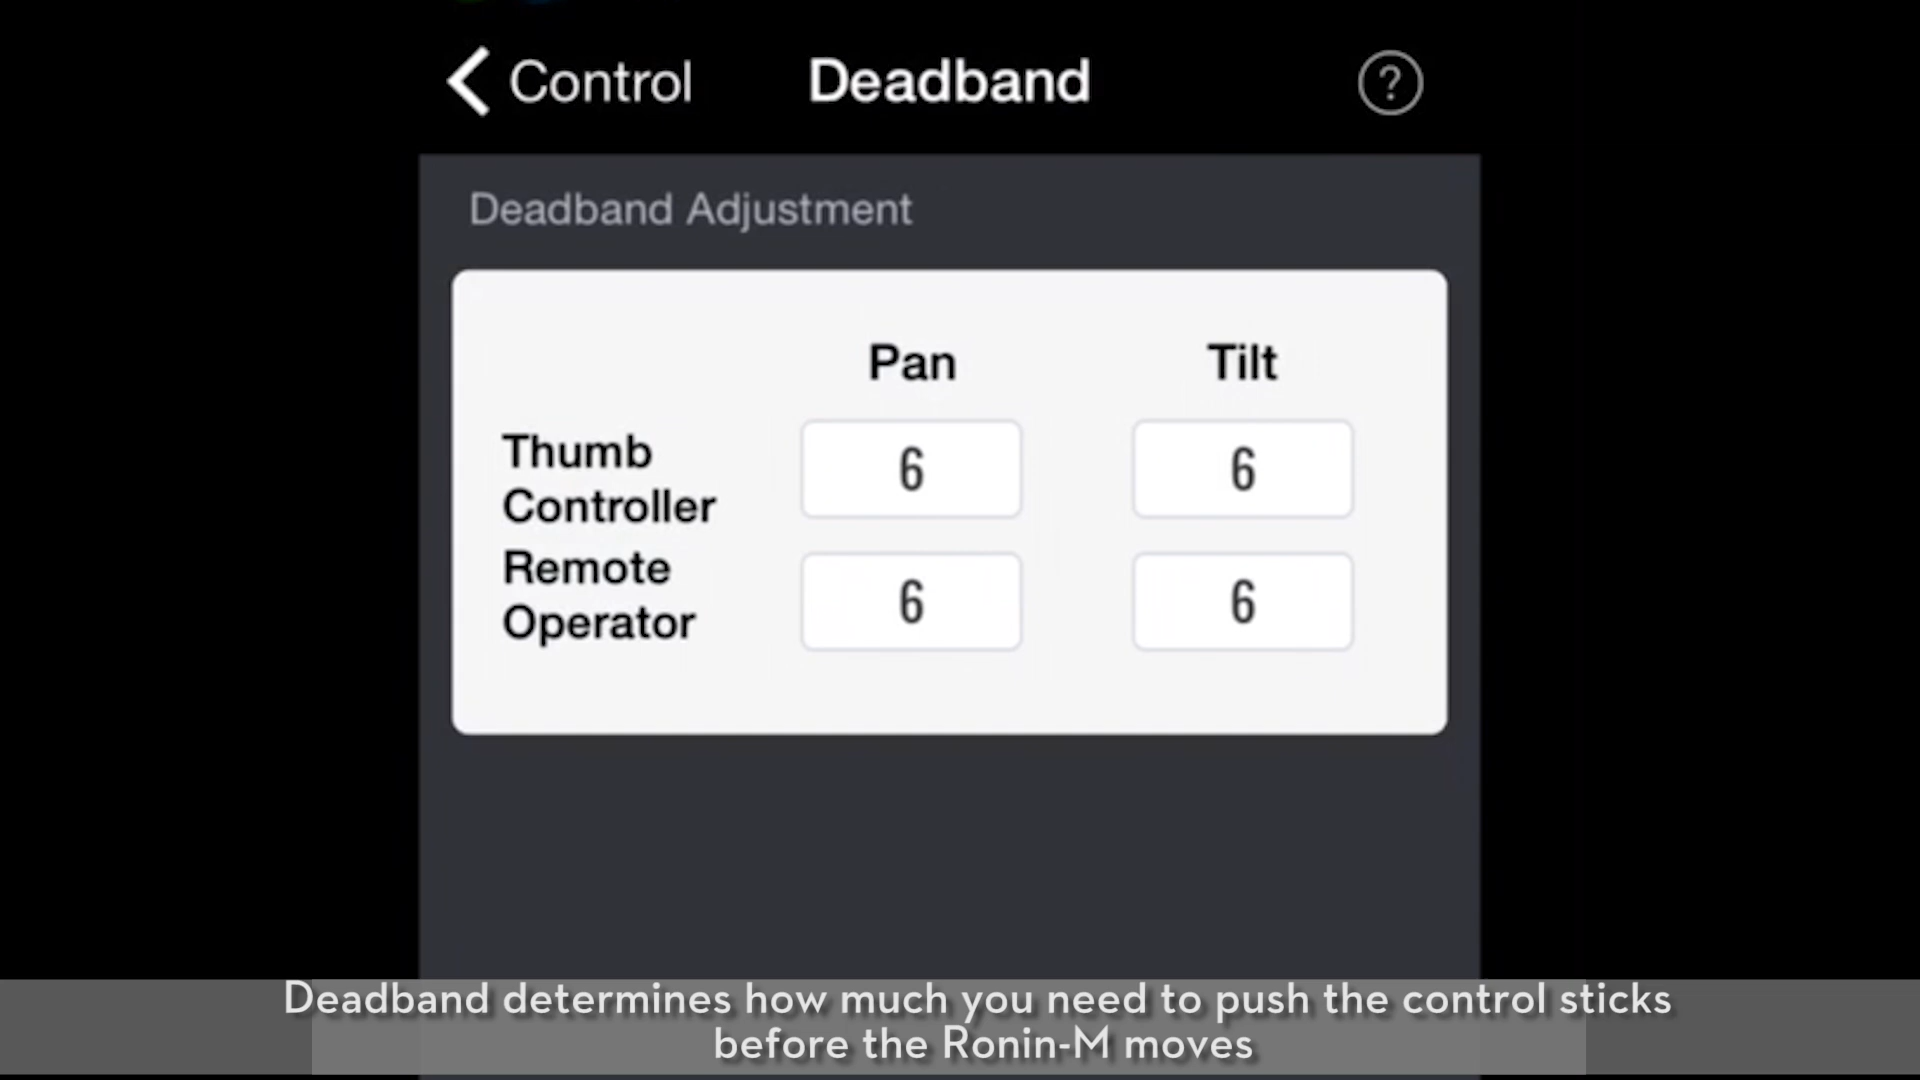 Control
Deadband
?
Deadband Adjustment
Pan
Tilt
Thumb
Controller
6
6
Remote
Operator
6
6
Deadband determines how much you need to push the control sticks
before the Ronin-M moves